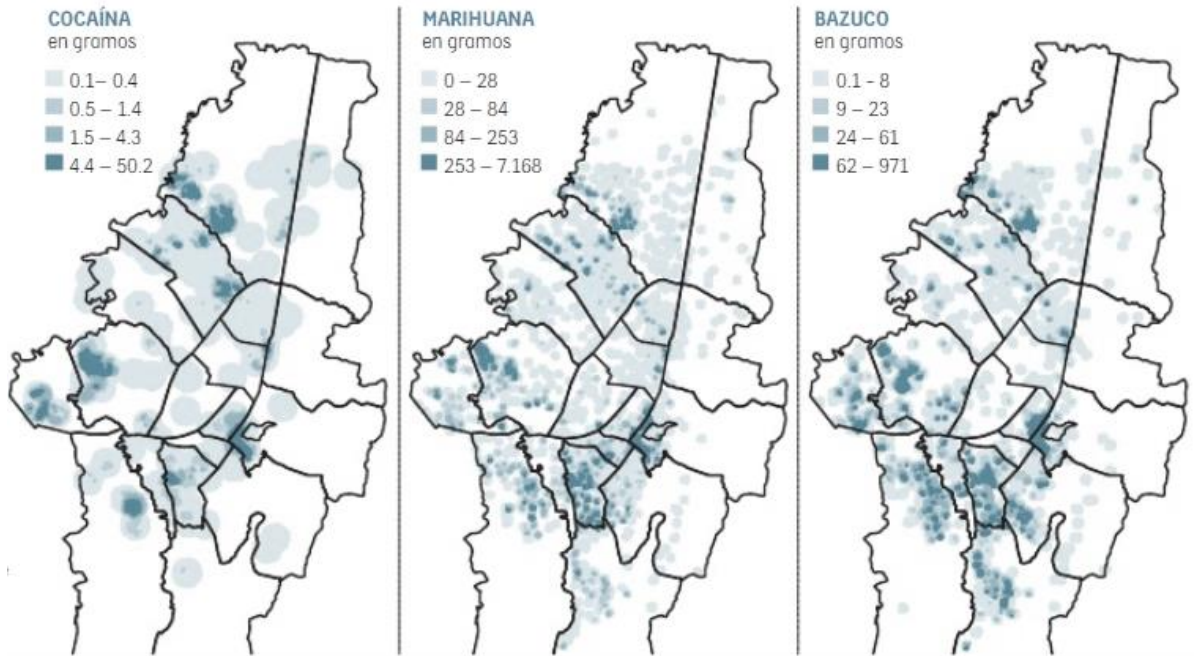 COCAÍNA
en gramos
0.1– 0.4
0.5 – 1.4
1.5 – 4.3
4.4 – 50.2
MARIHUANA
en gramos
0 – 28
28 – 84
84 – 253
253 – 7.168
BAZUCO
en gramos
0.1 - 8
9 – 23
24 – 61
62 – 971